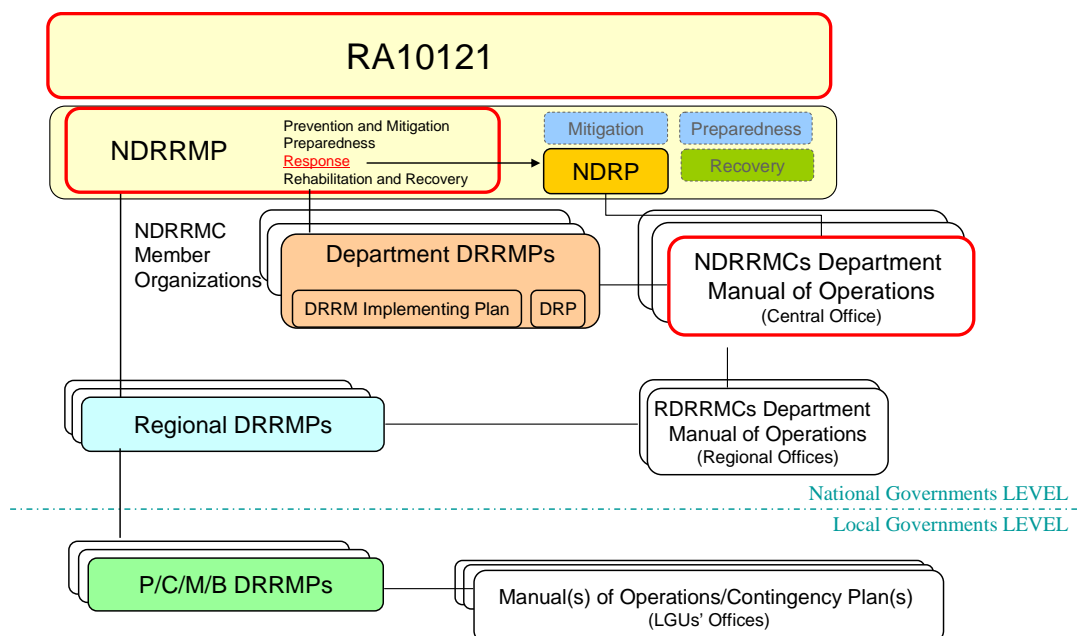 RA10121
NDRRMP
Prevention and Mitigation
Preparedness
Response
Rehabilitation and Recovery
Mitigation
Preparedness
NDRP
Recovery
NDRRMC
Member
Organizations
Department DRRMPs
DRRM Implementing Plan
DRP
NDRRMCs Department
Manual of Operations
(Central Office)
Regional DRRMPs
RDRRMCs Department
Manual of Operations
(Regional Offices)
National Governments LEVEL
Local Governments LEVEL
P/C/M/B DRRMPs
Manual(s) of Operations/Contingency Plan(s)
(LGUs' Offices)